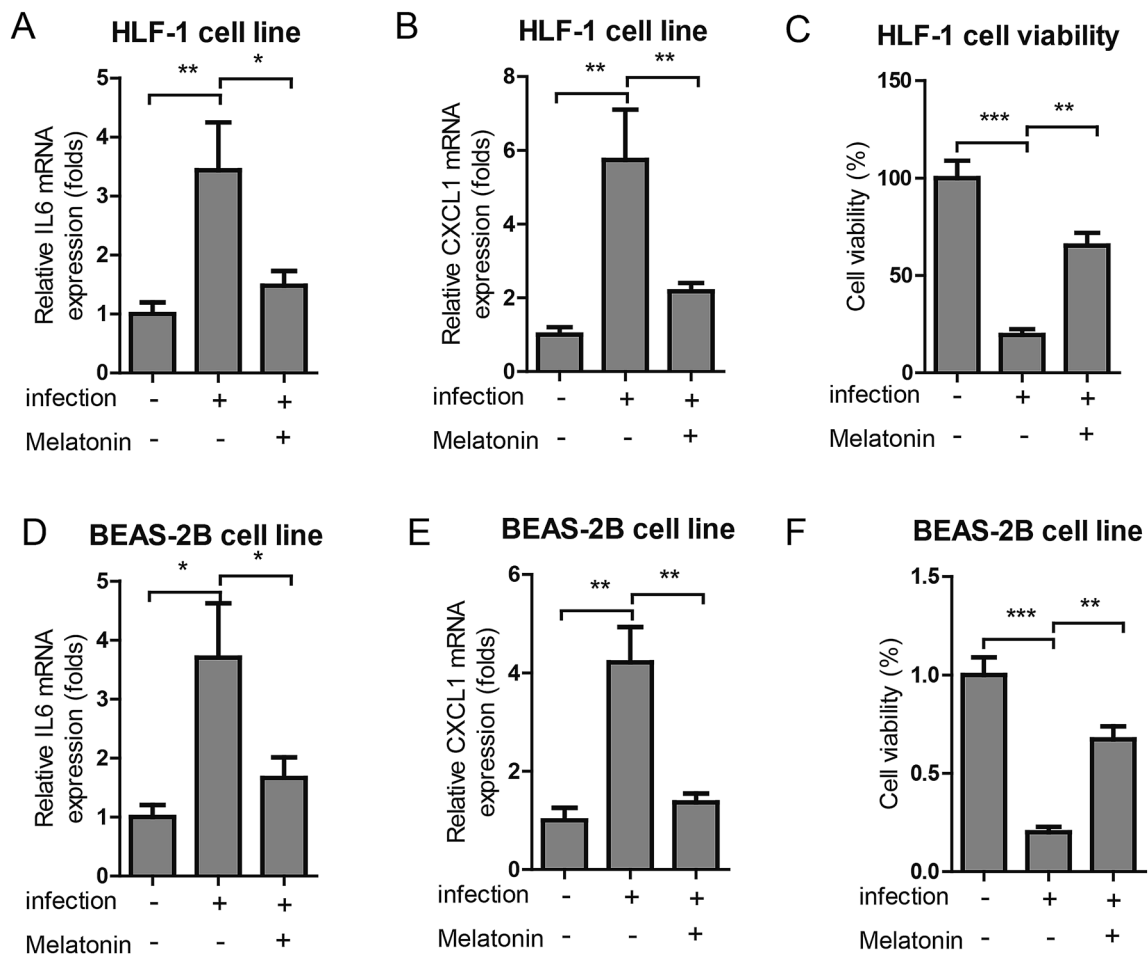 A
HLF-1 cell line
** *
Relative IL6 mRNA
expression (folds)
5
4
3
2
1
0
infection - + +
Melatonin - - +
B
HLF-1 cell line
** **
Relative CXCL1 mRNA
expression (folds)
8
6
4
2
0
- + +
- - +
C
HLF-1 cell viability
*** **
Cell viability (%)
150
100
50
0
- + +
- - +
D
BEAS-2B cell line
* *
Relative IL6 mRNA
expression (folds)
5
4
3
2
1
0
infection - + +
Melatonin - - +
E
BEAS-2B cell line
** **
Relative CXCL1 mRNA
expression (folds)
6
4
2
0
infection - + +
Melatonin - - +
F
BEAS-2B cell line
*** **
Cell viability (%)
1.5
1.0
0.5
0.0
infection - + +
Melatonin - - +